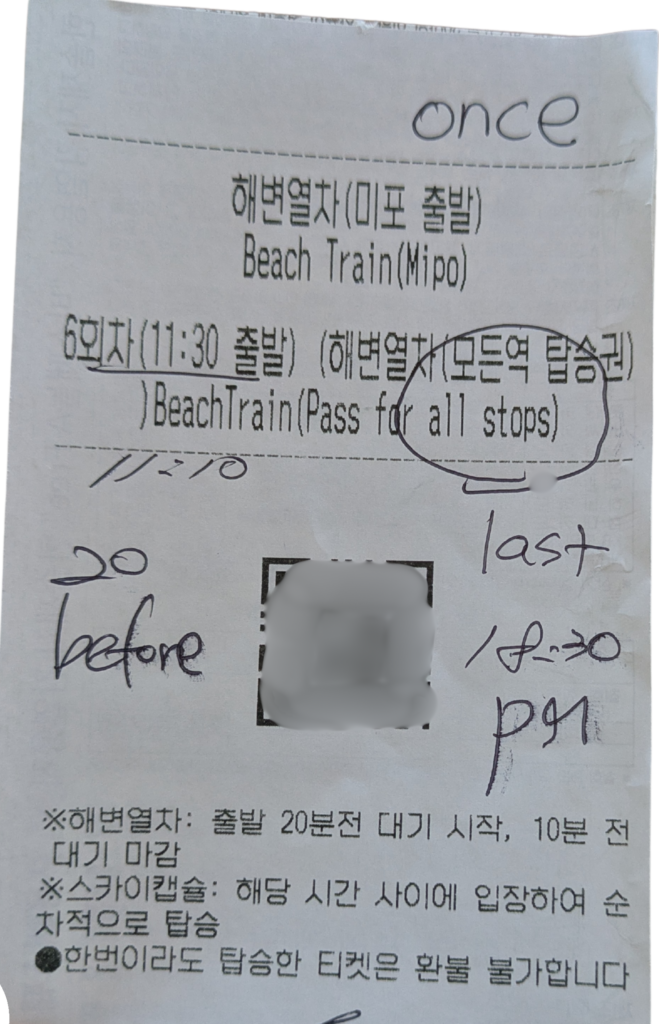 once
해변열차(미포 출발)
Beach Train(Mipo)
6회차(11:30 출발) (해변열차(모든역 탑승권)
)BeachTrain(Pass for all stops)
11:10
20
before
last
18:30
pm
※해변열차: 출발 20분전 대기 시작, 10분 전
대기 마감
※스카이캡슐: 해당 시간 사이에 입장하여 순
차적으로 탑승
●한번이라도 탑승한 티켓은 환불 불가합니다